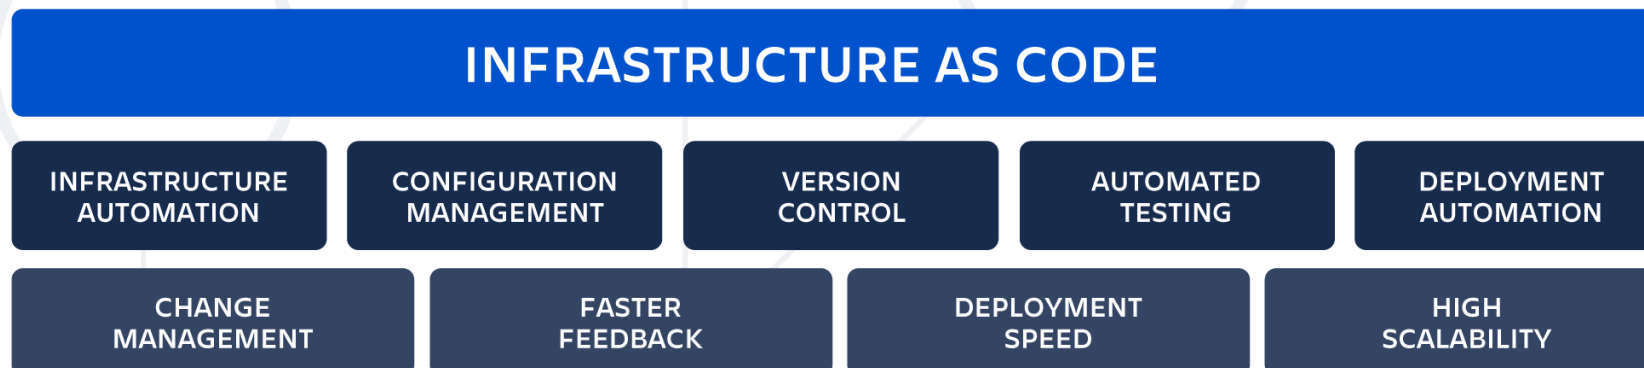 INFRASTRUCTURE AS CODE
INFRASTRUCTURE
AUTOMATION
CONFIGURATION
MANAGEMENT
VERSION
CONTROL
AUTOMATED
TESTING
DEPLOYMENT
AUTOMATION
CHANGE
MANAGEMENT
FASTER
FEEDBACK
DEPLOYMENT
SPEED
HIGH
SCALABILITY